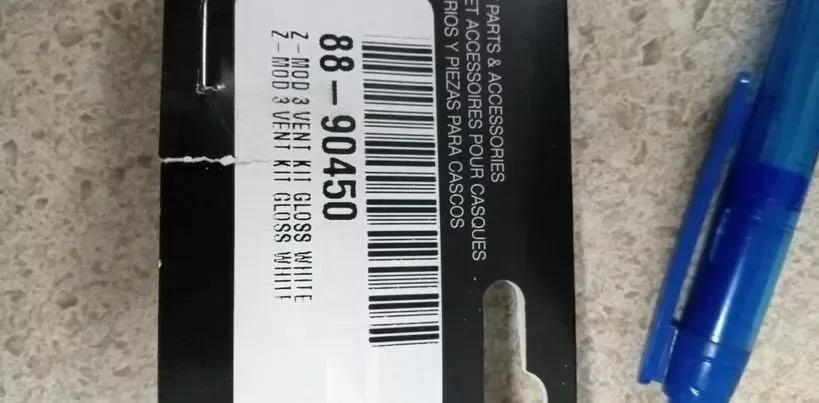 PARTS & ACCESSORIES
ET ACCESSOIRES POUR CASQUES
Y PIEZAS PARA CASCOS
88-90450
Z-MOD 3 VENT KIT GLOSS WHITE
Z-MOD 3 VENT KIT GLOSS WHITE